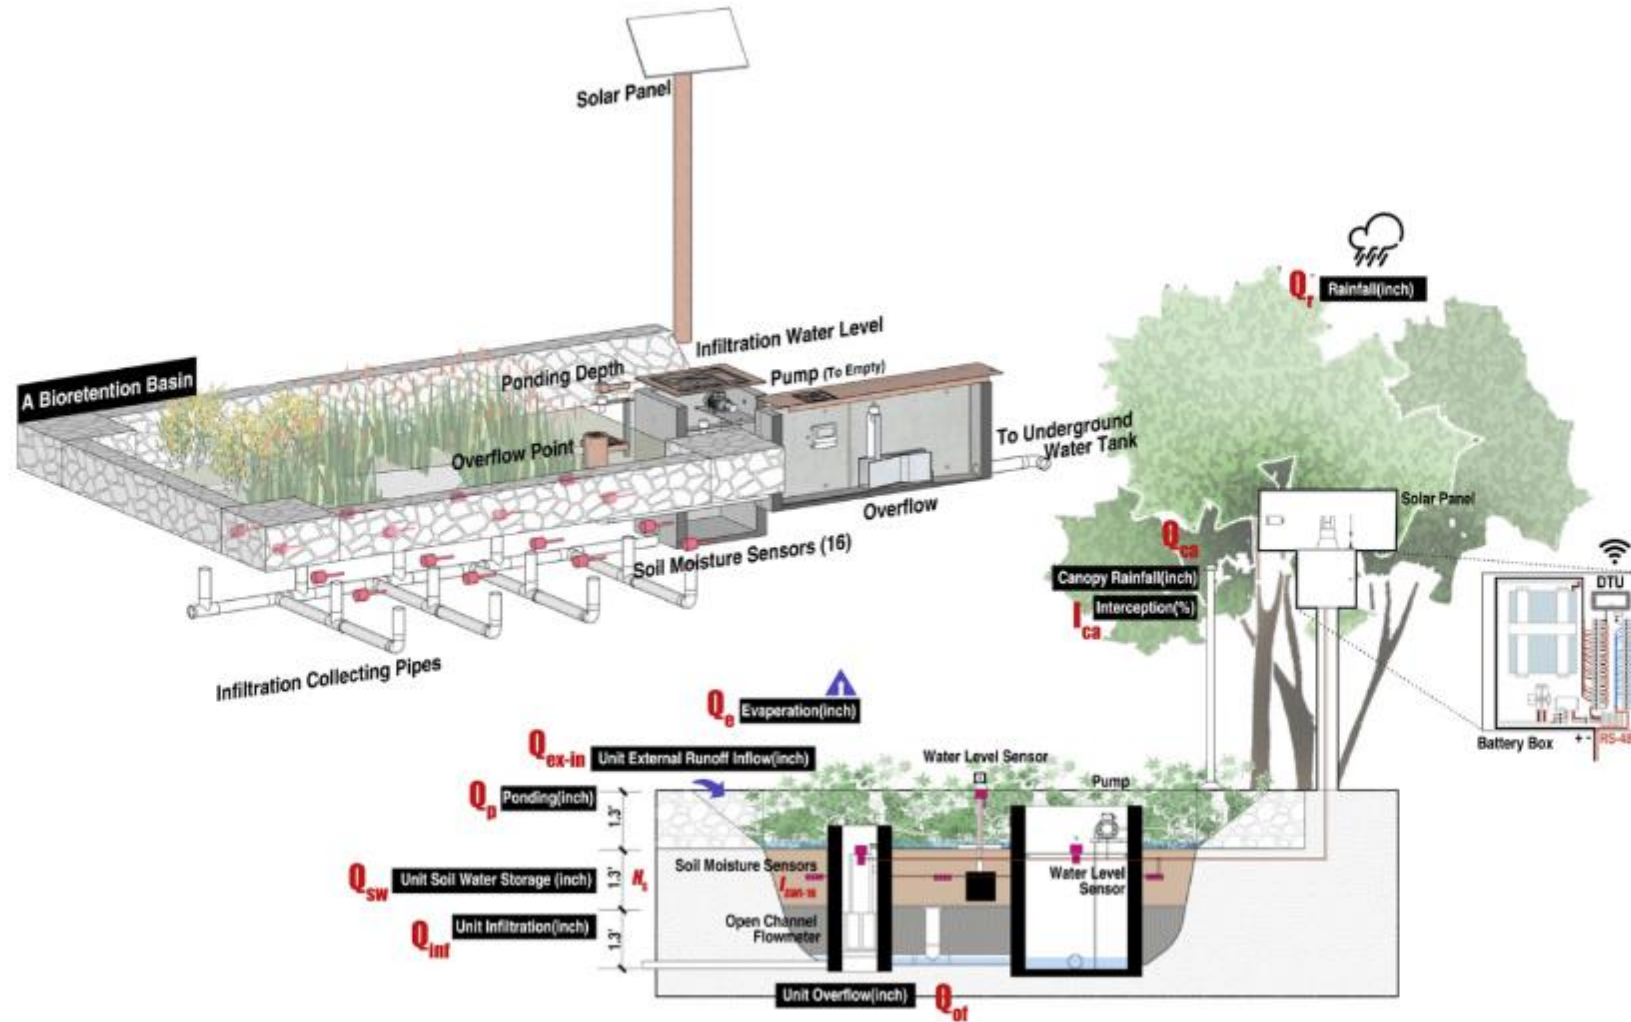 Solar Panel
Infiltration Water Level
A Bioretention Basin
Ponding Depth
Pump (To Empty)
Overflow Point
To Underground
Water Tank
Overflow
Soil Moisture Sensors (16)
Infiltration Collecting Pipes
Qr Rainfall(inch)
Solar Panel
Qca
Canopy Rainfall(inch)
Interception(%)
Ica
DTU
Battery Box
+ -
RS-48
Qe Evaperation(inch)
Qex-in Unit External Runoff Inflow(inch)
Water Level Sensor
Pump
Qp Ponding(inch)
1.3'
Soil Moisture Sensors
Water Level
Sensor
Qsw Unit Soil Water Storage (inch)
1.3'
Hs
Open Channel
Flowmeter
Qinf Unit Infiltration(inch)
1.3'
Unit Overflow(inch) Qof